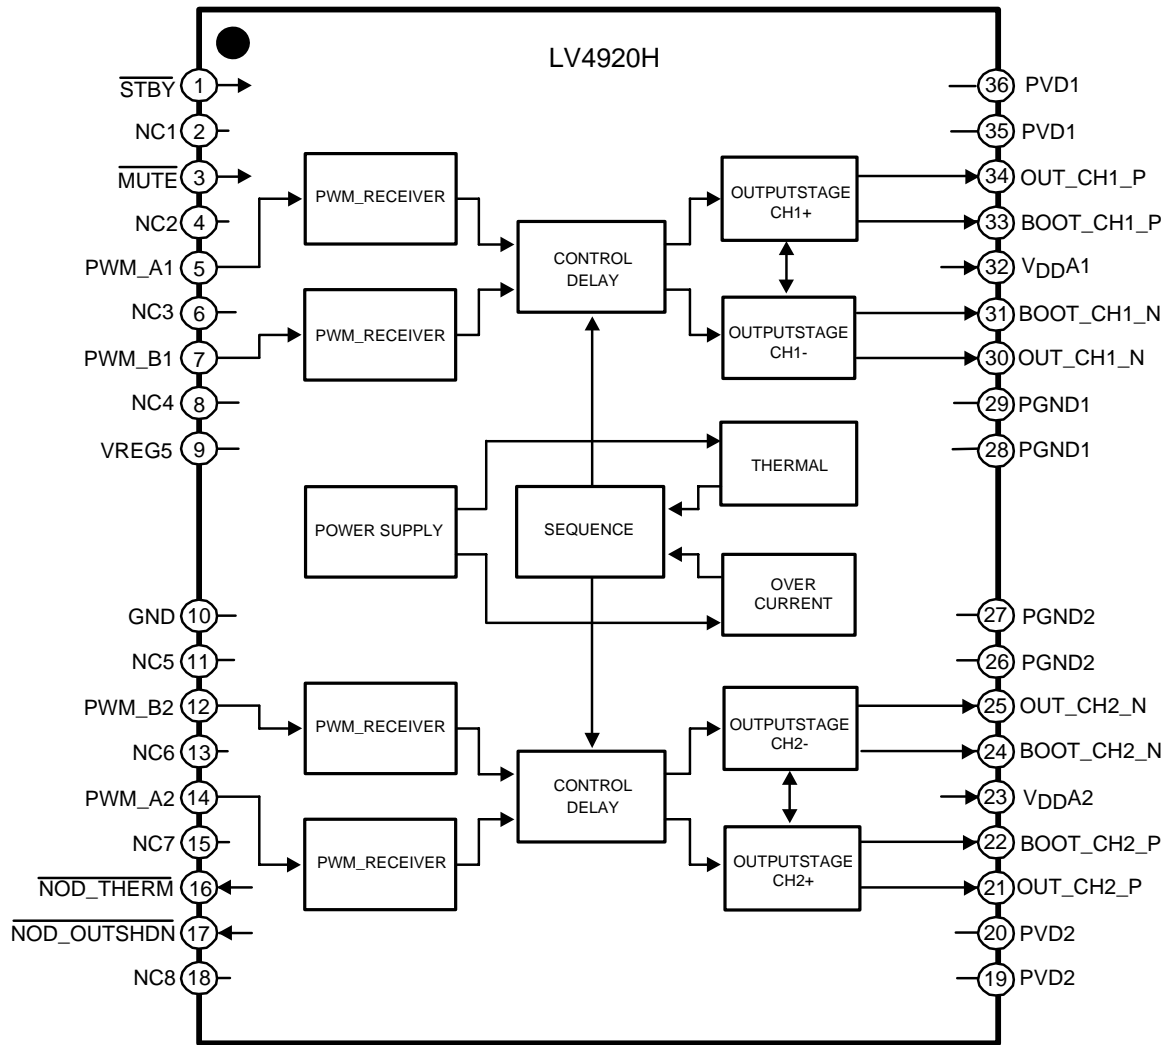 LV4920H
STBY 1
NC1 2
MUTE 3
NC2 4
PWM_A1 5
NC3 6
PWM_B1 7
NC4 8
VREG5 9
GND 10
NC5 11
PWM_B2 12
NC6 13
PWM_A2 14
NC7 15
NOD_THERM 16
NOD_OUTSHDN 17
NC8 18
PWM_RECEIVER
PWM_RECEIVER
CONTROL
DELAY
OUTPUTSTAGE
CH1+
OUTPUTSTAGE
CH1-
THERMAL
POWER SUPPLY
SEQUENCE
OVER
CURRENT
PWM_RECEIVER
PWM_RECEIVER
CONTROL
DELAY
OUTPUTSTAGE
CH2-
OUTPUTSTAGE
CH2+
36 PVD1
35 PVD1
34 OUT_CH1_P
33 BOOT_CH1_P
32 VDDA1
31 BOOT_CH1_N
30 OUT_CH1_N
29 PGND1
28 PGND1
27 PGND2
26 PGND2
25 OUT_CH2_N
24 BOOT_CH2_N
23 VDDA2
22 BOOT_CH2_P
21 OUT_CH2_P
20 PVD2
19 PVD2